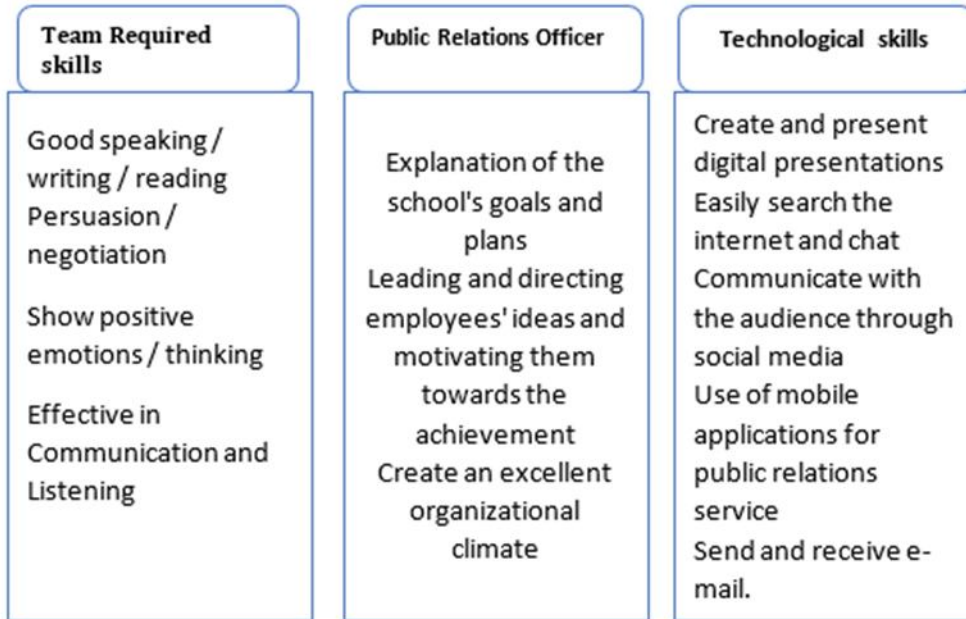 Team Required
skills
Good speaking /
writing / reading
Persuasion /
negotiation
Show positive
emotions / thinking
Effective in
Communication and
Listening
Public Relations Officer
Explanation of the
school's goals and
plans
Leading and directing
employees' ideas and
motivating them
towards the
achievement
Create an excellent
organizational
climate
Technological skills
Create and present
digital presentations
Easily search the
internet and chat
Communicate with
the audience through
social media
Use of mobile
applications for
public relations
service
Send and receive e-
mail.